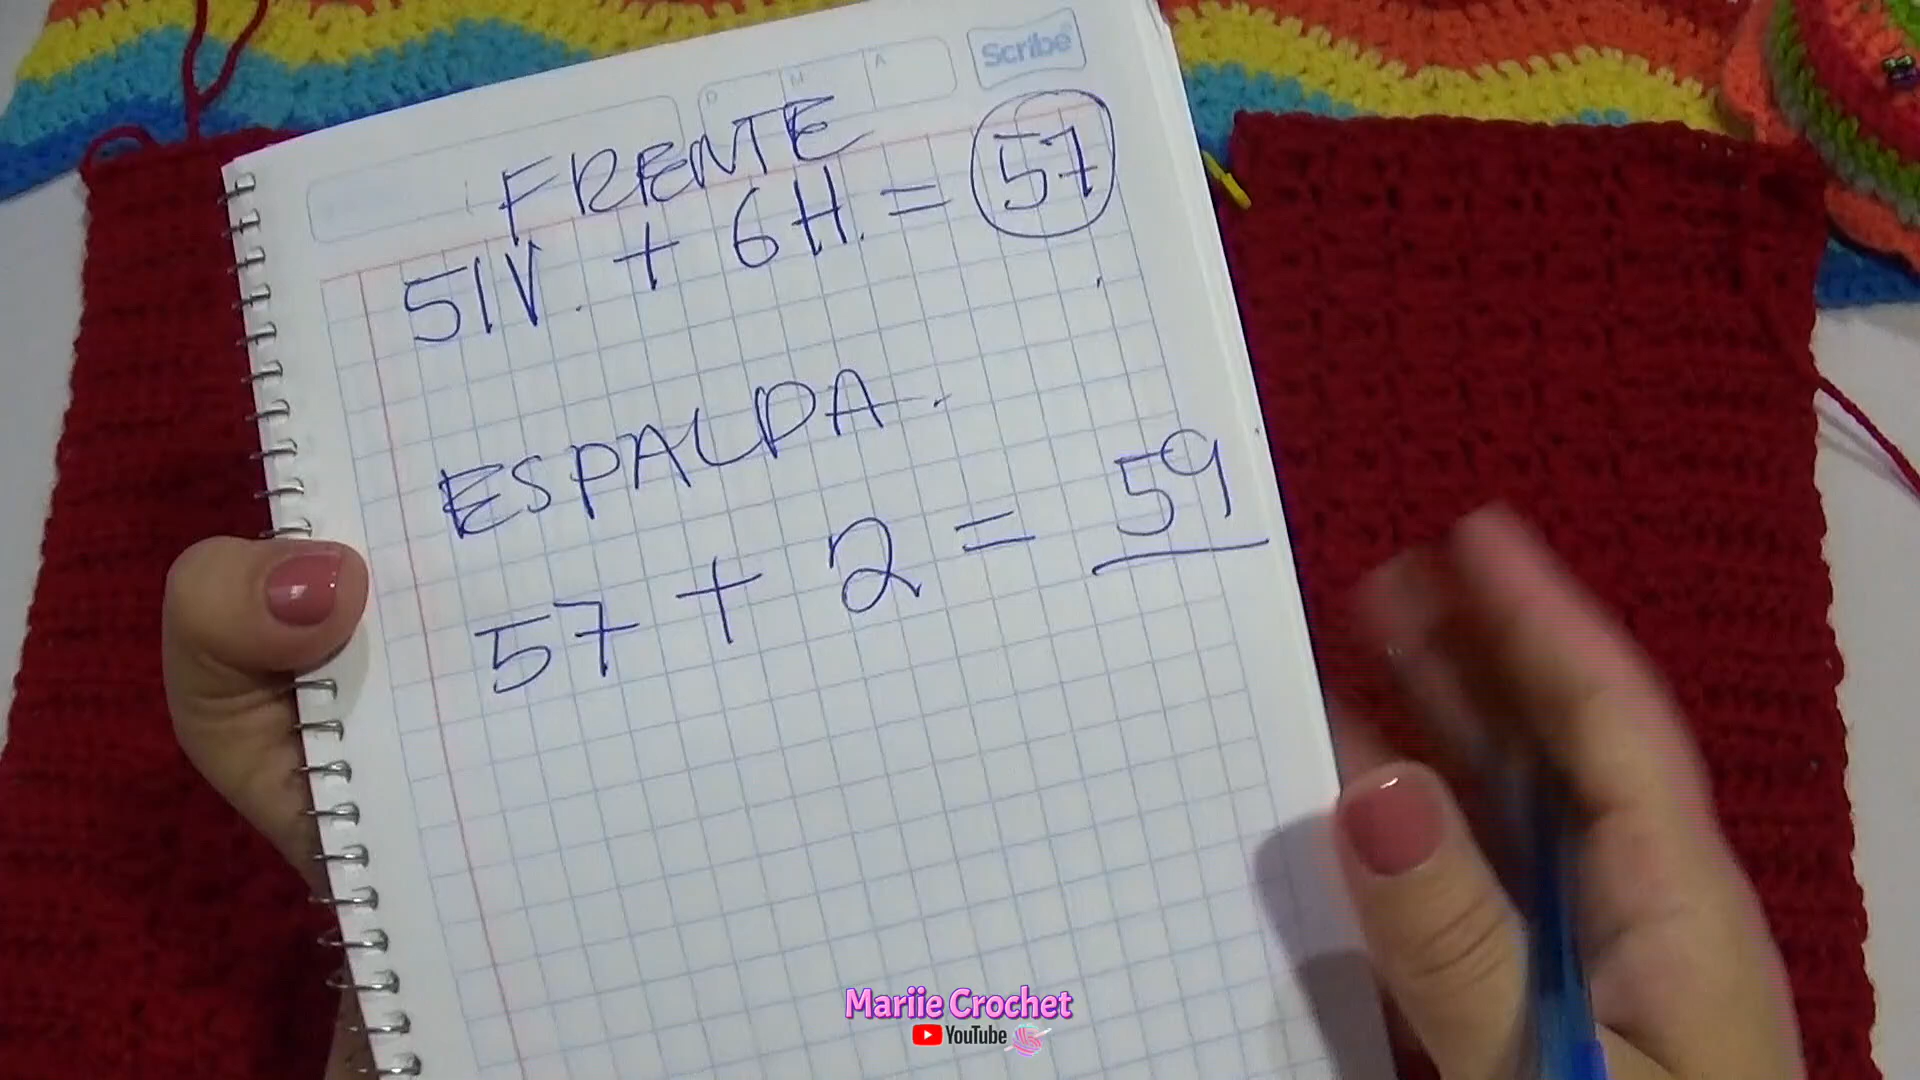 Scribe
D M A
FRENTE
51V. + 6H. = 57
ESPALDA.
57 + 2 = 59
Mariie Crochet
YouTube